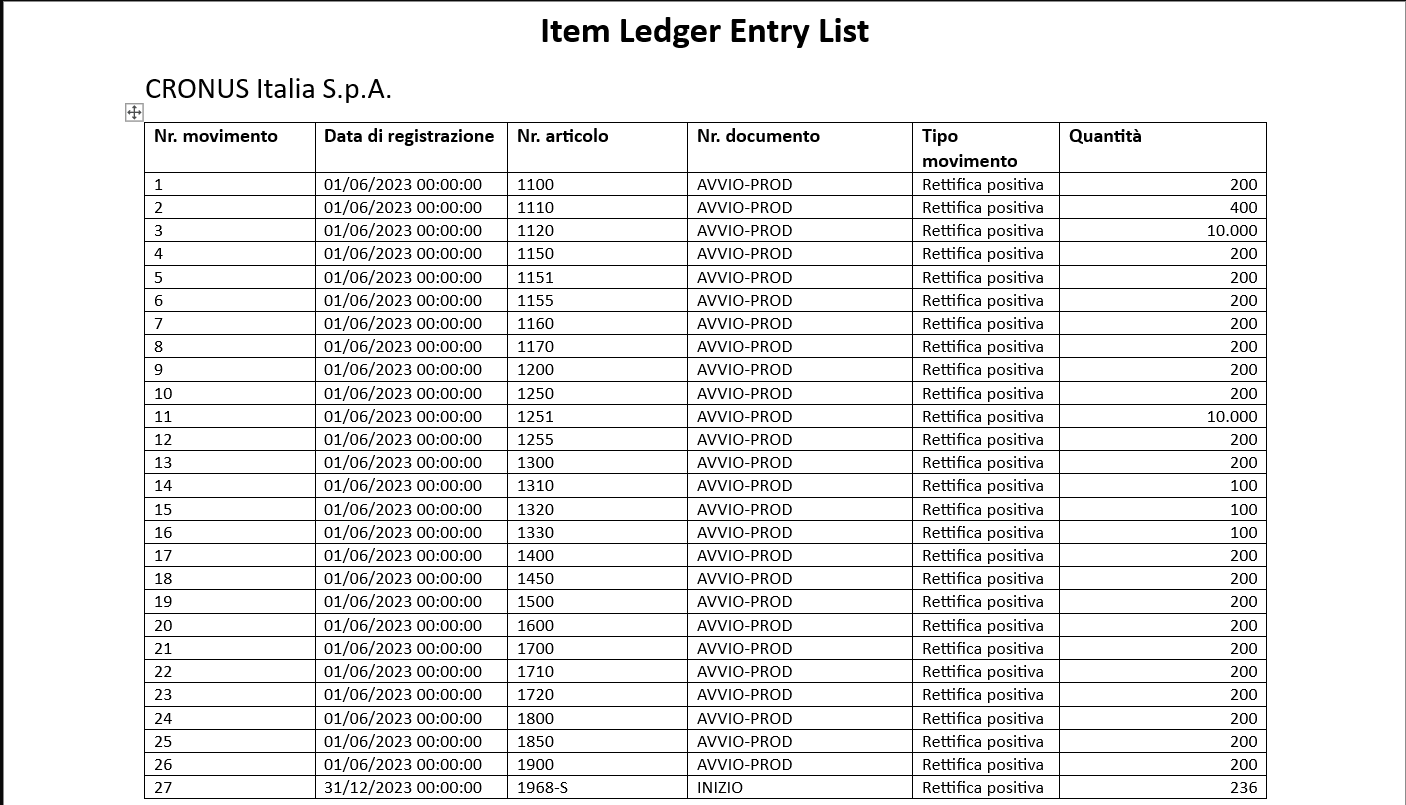 Item Ledger Entry List
CRONUS Italia S.p.A.
Nr. movimento Data di registrazione Nr. articolo Nr. documento Tipo movimento Quantità
1 01/06/2023 00:00:00 1100 AVVIO-PROD Rettifica positiva 200
2 01/06/2023 00:00:00 1110 AVVIO-PROD Rettifica positiva 400
3 01/06/2023 00:00:00 1120 AVVIO-PROD Rettifica positiva 10.000
4 01/06/2023 00:00:00 1150 AVVIO-PROD Rettifica positiva 200
5 01/06/2023 00:00:00 1151 AVVIO-PROD Rettifica positiva 200
6 01/06/2023 00:00:00 1155 AVVIO-PROD Rettifica positiva 200
7 01/06/2023 00:00:00 1160 AVVIO-PROD Rettifica positiva 200
8 01/06/2023 00:00:00 1170 AVVIO-PROD Rettifica positiva 200
9 01/06/2023 00:00:00 1200 AVVIO-PROD Rettifica positiva 200
10 01/06/2023 00:00:00 1250 AVVIO-PROD Rettifica positiva 200
11 01/06/2023 00:00:00 1251 AVVIO-PROD Rettifica positiva 10.000
12 01/06/2023 00:00:00 1255 AVVIO-PROD Rettifica positiva 200
13 01/06/2023 00:00:00 1300 AVVIO-PROD Rettifica positiva 200
14 01/06/2023 00:00:00 1310 AVVIO-PROD Rettifica positiva 100
15 01/06/2023 00:00:00 1320 AVVIO-PROD Rettifica positiva 100
16 01/06/2023 00:00:00 1330 AVVIO-PROD Rettifica positiva 100
17 01/06/2023 00:00:00 1400 AVVIO-PROD Rettifica positiva 200
18 01/06/2023 00:00:00 1450 AVVIO-PROD Rettifica positiva 200
19 01/06/2023 00:00:00 1500 AVVIO-PROD Rettifica positiva 200
20 01/06/2023 00:00:00 1600 AVVIO-PROD Rettifica positiva 200
21 01/06/2023 00:00:00 1700 AVVIO-PROD Rettifica positiva 200
22 01/06/2023 00:00:00 1710 AVVIO-PROD Rettifica positiva 200
23 01/06/2023 00:00:00 1720 AVVIO-PROD Rettifica positiva 200
24 01/06/2023 00:00:00 1800 AVVIO-PROD Rettifica positiva 200
25 01/06/2023 00:00:00 1850 AVVIO-PROD Rettifica positiva 200
26 01/06/2023 00:00:00 1900 AVVIO-PROD Rettifica positiva 200
27 31/12/2023 00:00:00 1968-S INIZIO Rettifica positiva 236